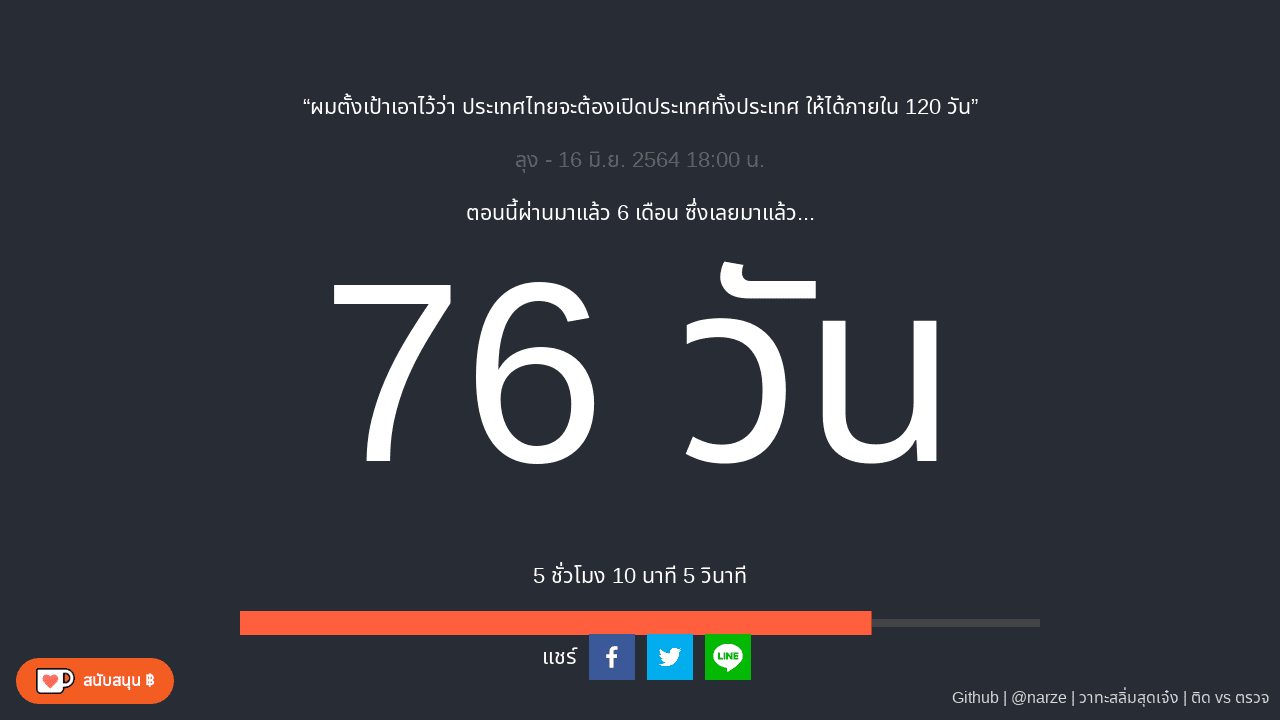 “ผมตั้งเป้าเอาไว้ว่า ประเทศไทยจะต้องเปิดประเทศทั้งประเทศ ให้ได้ภายใน 120 วัน”
ลุง - 16 มิ.ย. 2564 18:00 น.
ตอนนี้ผ่านมาแล้ว 6 เดือน ซึ่งเลยมาแล้ว...
76 วัน
5 ชั่วโมง 10 นาที 5 วินาที
แชร์
LINE
สนับสนุน ฿
Github | @narze | วาทะสลิ่มสุดเจ๋ง | ติด vs ตรวจ